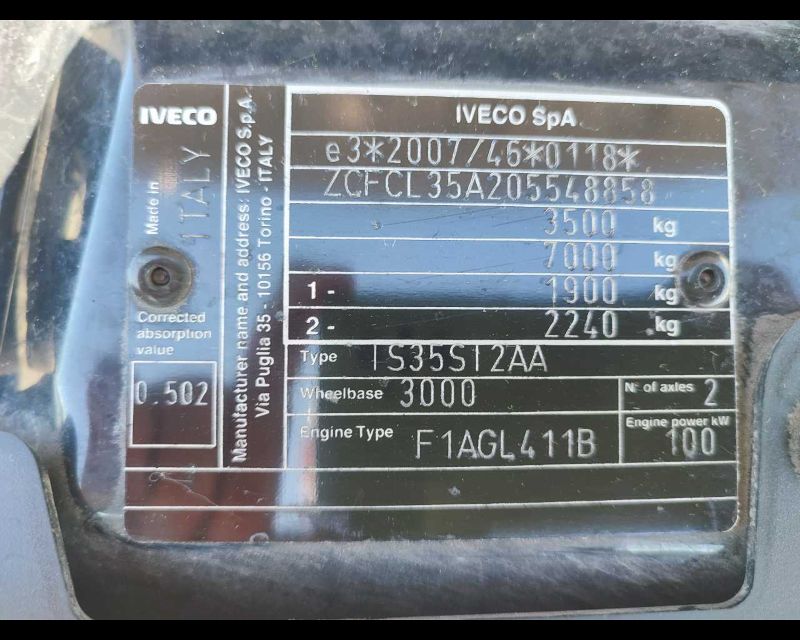 IVECO
Made in ITALY
Corrected
absorption
value
0.502
Manufacturer name and address: IVECO S.p.A.
Via Puglia 35 - 10156 Torino - ITALY
IVECO SpA
e3*2007/46*0118*
ZCFCL35A205548858
3500 kg
7000 kg
1 - 1900 kg
2 - 2240 kg
Type IS35SI2AA
Wheelbase 3000
N° of axles 2
Engine Type F1AGL411B
Engine power kW
100